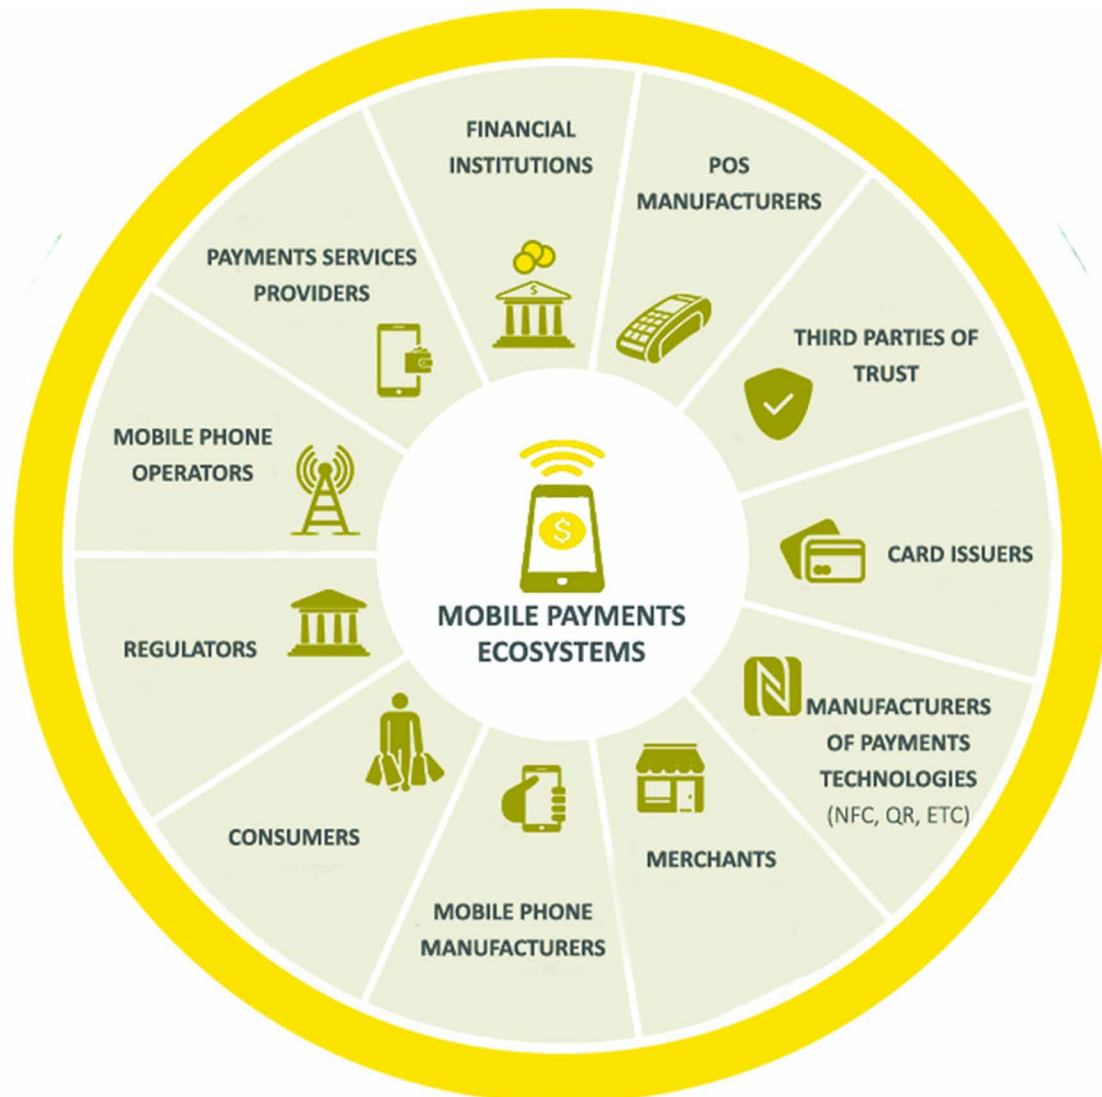 FINANCIAL
INSTITUTIONS
POS
MANUFACTURERS
THIRD PARTIES OF
TRUST
CARD ISSUERS
MANUFACTURERS
OF PAYMENTS
TECHNOLOGIES
(NFC, QR, ETC)
MERCHANTS
MOBILE PHONE
MANUFACTURERS
CONSUMERS
REGULATORS
MOBILE PHONE
OPERATORS
PAYMENTS SERVICES
PROVIDERS
$
$
MOBILE PAYMENTS
ECOSYSTEMS